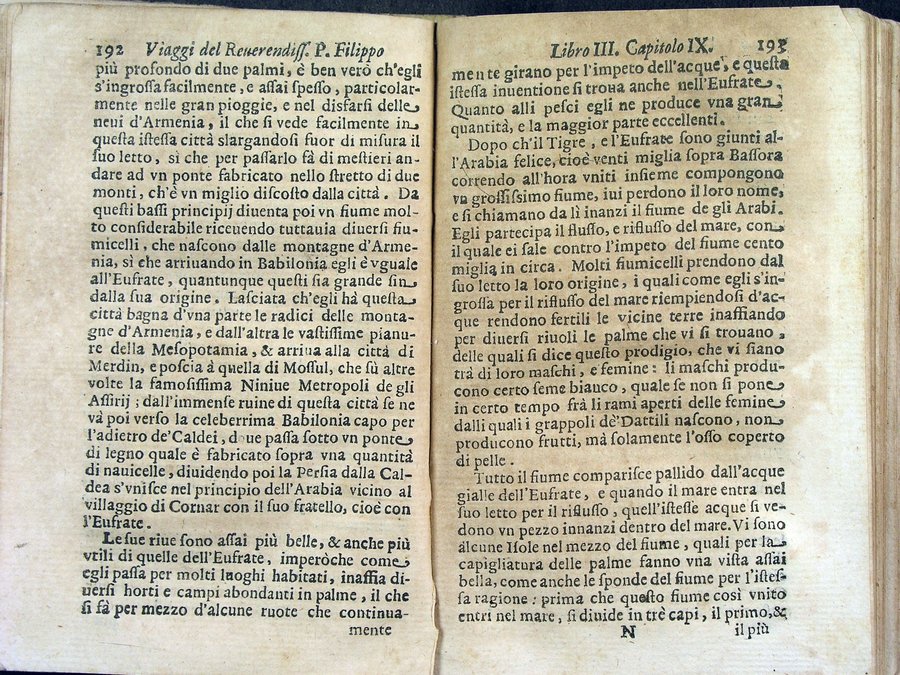 192 Viaggi del Reuerendiss. P. Filippo
più profondo di due palmi, è ben verò ch'egli
s'ingrossa facilmente, e assai spesso, particolar-
mente nelle gran pioggie, e nel disfarsi delle
neui d'Armenia, il che si vede facilmente in
questa istessa città slargandosi fuor di misura il
suo letto, sì che per passarlo fà di mestieri an-
dare ad vn ponte fabricato nello stretto di due
monti, ch'è vn miglio discosto dalla città. Da
questi bassi principij diuenta poi vn fiume mol-
to considerabile riceuendo tuttauia diuersi fiu-
micelli, che nascono dalle montagne d'Arme-
nia, sì che arriuando in Babilonia egli è vguale
all'Eufrate, quantunque questi sia grande sin
dalla sua origine. Lasciata ch'egli hà questa
città bagna d'vna parte le radici delle monta-
gne d'Armenia, e dall'altra le vastissime pianu-
re della Mesopotamia, & arriua alla città di
Merdin, e poscia à quella di Mossul, che sù altre
volte la famosissima Niniue Metropoli de gli
Assirij; dall'immense ruine di questa città se ne
và poi verso la celeberrima Babilonia capo per
l'adietro de'Caldei, doue passa sotto vn ponte
di legno quale è fabricato sopra vna quantità
di nauicelle, diuidendo poi la Persia dalla Cal-
dea s'vnisce nel principio dell'Arabia vicino al
villaggio di Cornar con il suo fratello, cioè con
l'Eufrate.
Le sue riue sono assai più belle, & anche più
vtili di quelle dell'Eufrate, imperòche come
egli passa per molti luoghi habitati, inaffia di-
uersi horti e campi abondanti in palme, il che
si fà per mezzo d'alcune ruote che continua-
mente
Libro III. Capitolo IX. 193
mente girano per l'impeto dell'acque, e questa
istessa inuentione si troua anche nell'Eufrate
Quanto alli pesci egli ne produce vna gran
quantità, e la maggior parte eccellenti.
Dopo ch'il Tigre, e l'Eufrate sono giunti al-
l'Arabia felice, cioè venti miglia sopra Bassora
correndo all'hora vniti insieme compongono
vn grossissimo fiume, iui perdono il loro nome,
e si chiamano da lì inanzi il fiume de gli Arabi.
Egli partecipa il flusso, e riflusso del mare, con
il quale ei sale contro l'impeto del fiume cento
miglia in circa. Molti fiumicelli prendono dal
suo letto la loro origine, i quali come egli s'in-
grossa per il riflusso del mare riempiendosi d'ac-
que rendono fertili le vicine terre inaffiando
per diuersi riuoli le palme che vi si trouano,
delle quali si dice questo prodigio, che vi siano
trà di loro maschi, e femine: li maschi produ-
cono certo seme bianco, quale se non si pone
in certo tempo frà li rami aperti delle femine
dalli quali i grappoli de'Dattili nascono, non
producono frutti, mà solamente l'osso coperto
di pelle.
Tutto il fiume comparisce pallido dall'acque
gialle dell'Eufrate, e quando il mare entra nel
suo letto per il riflusso, quell'istesse acque si ve-
dono vn pezzo innanzi dentro del mare. Vi sono
alcune Isole nel mezzo del fiume, quali per la
capigliatura delle palme fanno vna vista assai
bella, come anche le sponde del fiume per l'istes-
sa ragione: prima che questo fiume così vnito
entri nel mare, si diuide in trè capi, il primo, &
N il più